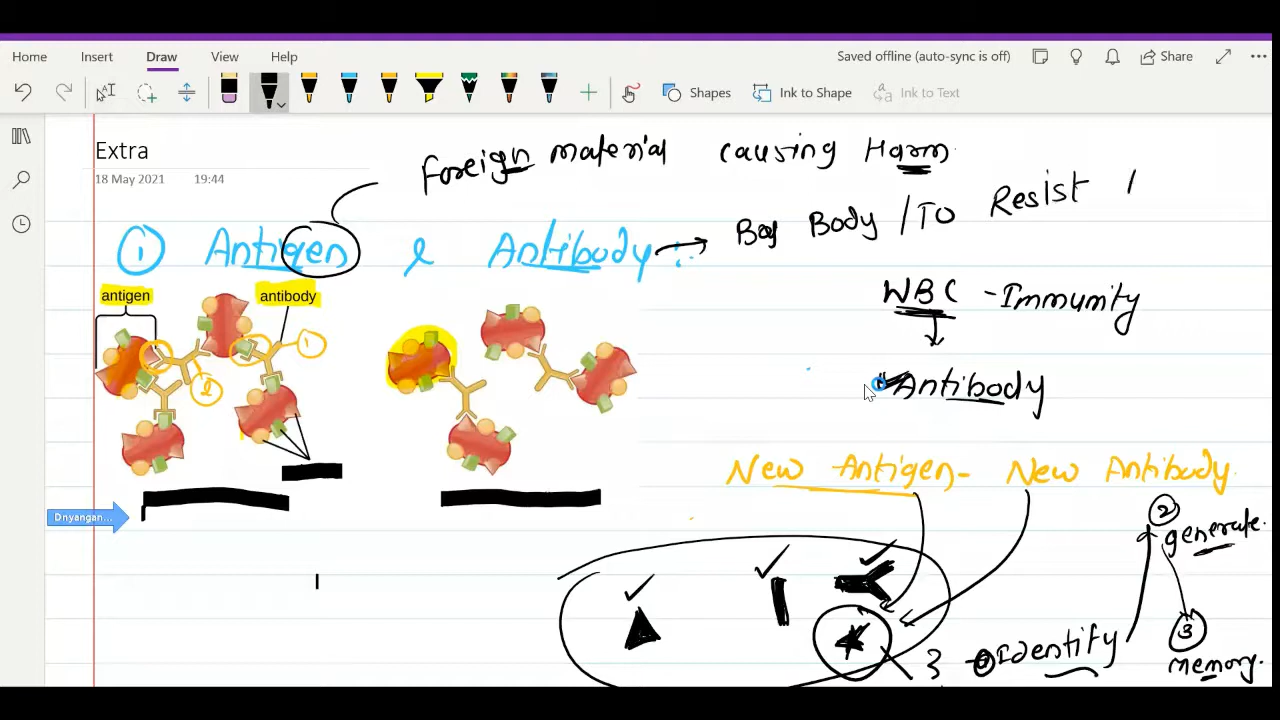 Home Insert Draw View Help Saved offline (auto-sync is off) Share
Shapes Ink to Shape Ink to Text
Extra
18 May 2021 19:44
Foreign material causing Harm
① Antigen & Antibody
Body / To Resist
antigen antibody
WBC - Immunity
1
2
Antibody
New Antigen - New Antibody
Dnyangan...
② generate
Identify
③ memory
3